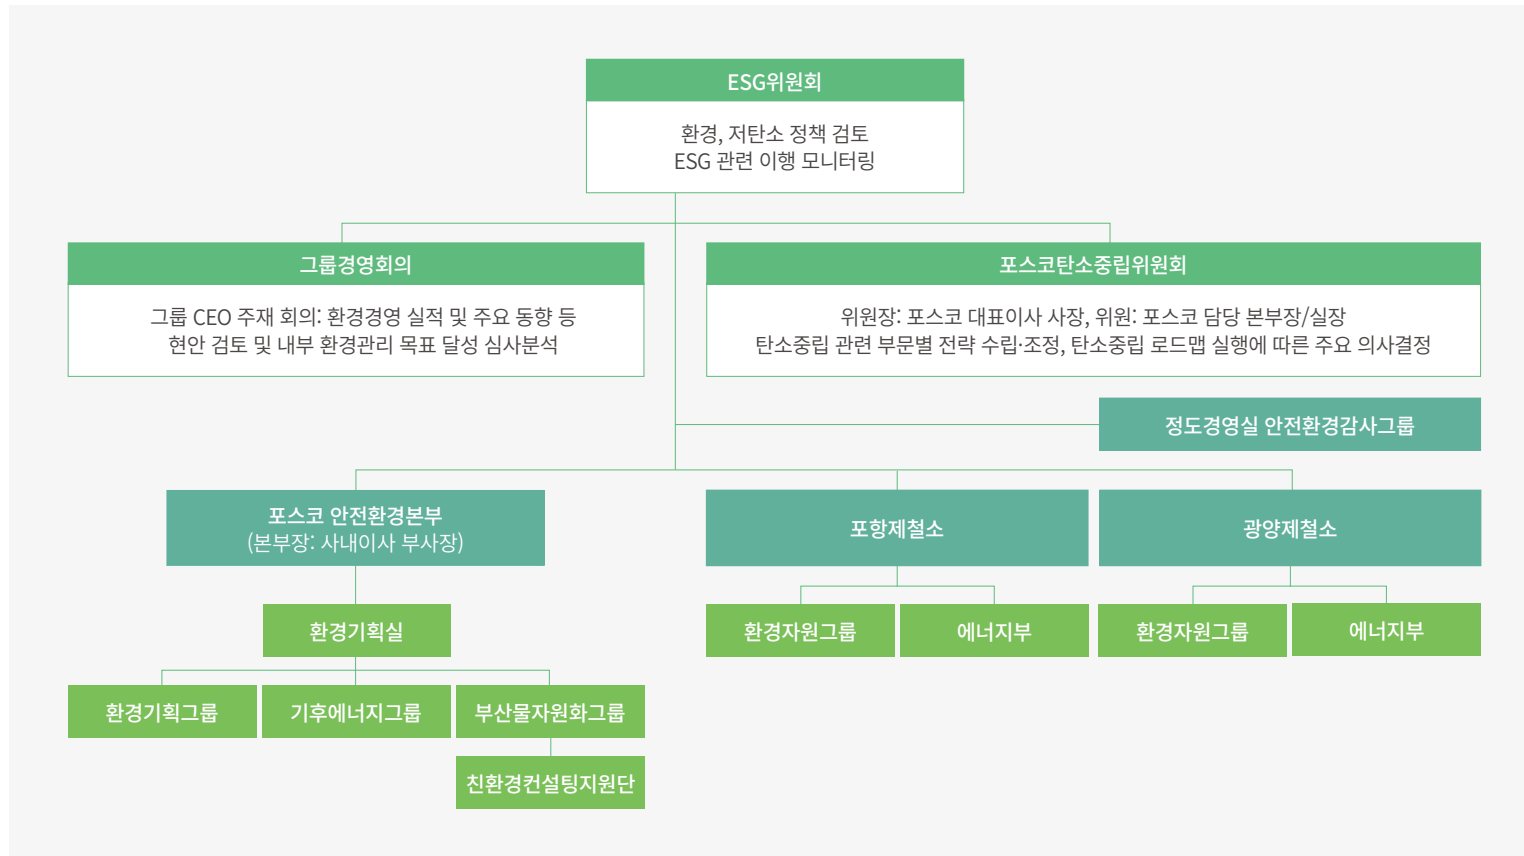 ESG위원회
환경, 저탄소 정책 검토
ESG 관련 이행 모니터링
그룹경영회의
그룹 CEO 주재 회의: 환경경영 실적 및 주요 동향 등
현안 검토 및 내부 환경관리 목표 달성 심사분석
포스코탄소중립위원회
위원장: 포스코 대표이사 사장, 위원: 포스코 담당 본부장/실장
탄소중립 관련 부문별 전략 수립·조정, 탄소중립 로드맵 실행에 따른 주요 의사결정
정도경영실 안전환경감사그룹
포스코 안전환경본부
(본부장: 사내이사 부사장)
포항제철소
광양제철소
환경기획실
환경자원그룹
에너지부
환경자원그룹
에너지부
환경기획그룹
기후에너지그룹
부산물자원화그룹
친환경컨설팅지원단